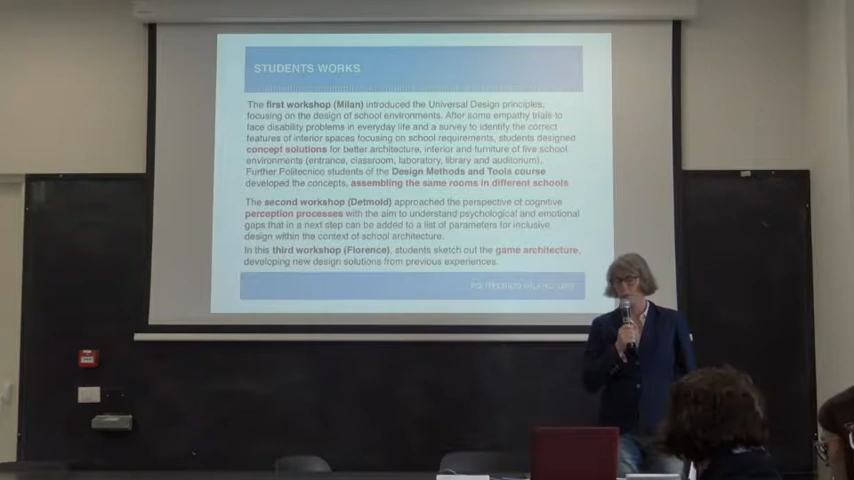 STUDENTS WORKS
The first workshop (Milan) introduced the Universal Design principles,
focusing on the design of school environments. After some empathy trials to
face disability problems in everyday life and a survey to identify the correct
features of interior spaces focusing on school requirements, students designed
concept solutions for better architecture, interior and furniture of five school
environments (entrance, classroom, laboratory, library and auditorium).
Further Politecnico students of the Design Methods and Tools course
developed the concepts, assembling the same rooms in different schools
The second workshop (Detmold) approached the perspective of cognitive
perception processes with the aim to understand psychological and emotional
gaps that in a next step can be added to a list of parameters for inclusive
design within the context of school architecture.
In this third workshop (Florence), students sketch out the game architecture,
developing new design solutions from previous experiences.